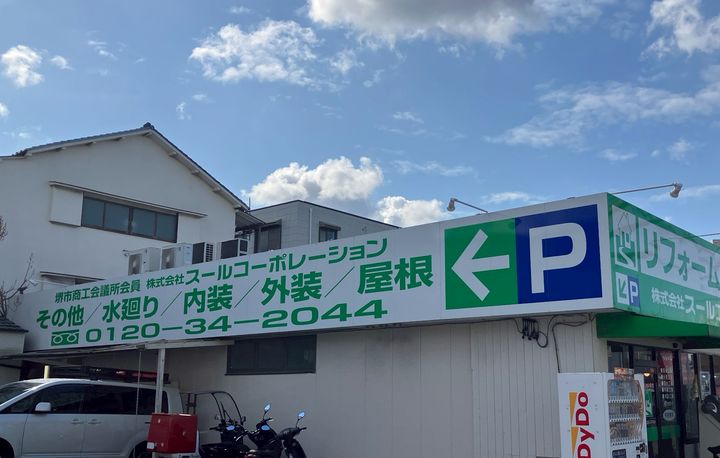 堺市商工会議所会員 株式会社スールコーポレーション
その他／水廻り／内装／外装／屋根
0120-34-2044
P
リフォーム
P
株式会社スール
DyDo